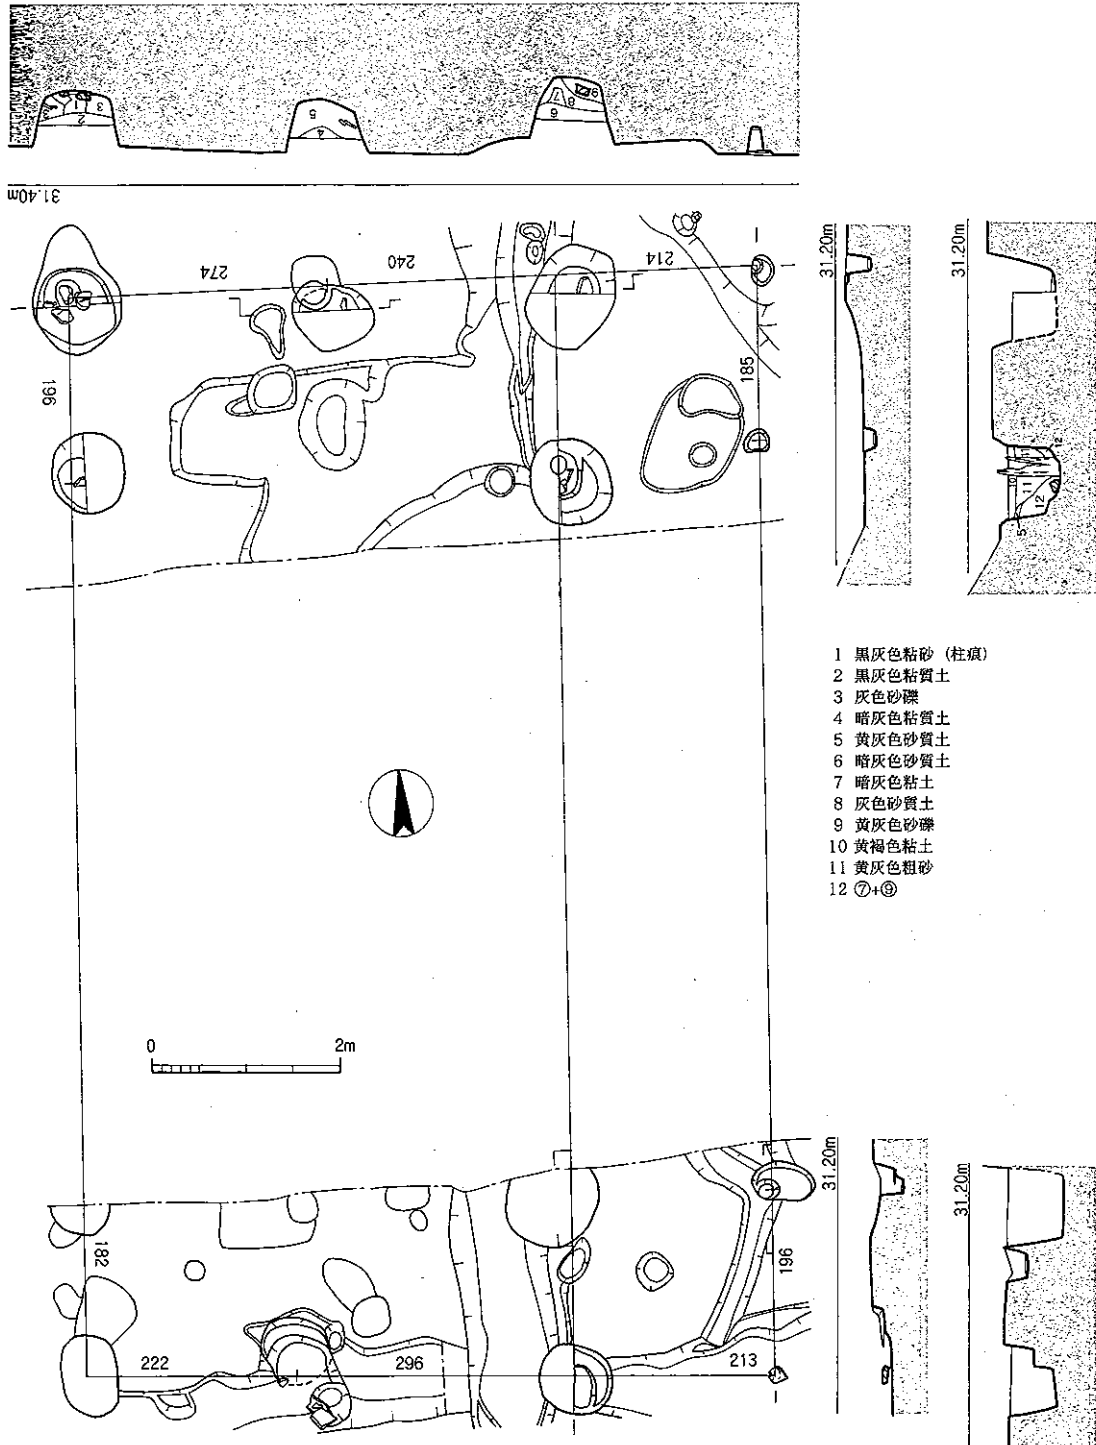 31.40m
274
240
214
196
185
31.20m
31.20m
1 黒灰色粘砂 (柱痕)
2 黒灰色粘質土
3 灰色砂礫
4 暗灰色粘質土
5 黄灰色砂質土
6 暗灰色砂質土
7 暗灰色粘土
8 灰色砂質土
9 黄灰色砂礫
10 黄褐色粘土
11 黄灰色粗砂
12 ⑦+⑨
0 2m
31.20m
31.20m
182
196
222
296
213